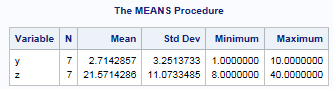 The MEANS Procedure
Variable N Mean Std Dev Minimum Maximum
y 7 2.7142857 3.2513733 1.0000000 10.0000000
z 7 21.5714286 11.0733485 8.0000000 40.0000000